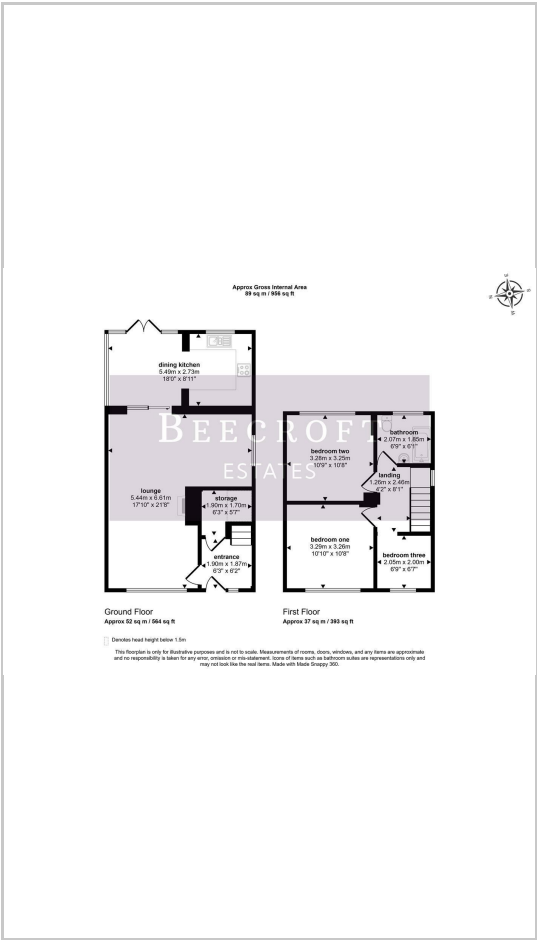 Approx Gross Internal Area
89 sq m / 956 sq ft
dining kitchen
5.49m x 2.73m
18'0" x 8'11"
BEECROFT
ESTATES
lounge
5.44m x 6.61m
17'10" x 21'8"
storage
1.90m x 1.70m
6'3" x 5'7"
entrance
1.90m x 1.87m
6'3" x 6'2"
bedroom two
3.28m x 3.25m
10'9" x 10'8"
bathroom
2.07m x 1.85m
6'9" x 6'1"
landing
1.26m x 2.46m
4'2" x 8'1"
bedroom one
3.29m x 3.26m
10'10" x 10'8"
bedroom three
2.05m x 2.00m
6'9" x 6'7"
Ground Floor
Approx 52 sq m / 564 sq ft
First Floor
Approx 37 sq m / 393 sq ft
Denotes head height below 1.5m
This floorplan is only for illustrative purposes and is not to scale. Measurements of rooms, doors, windows, and any items are approximate
and no responsibility is taken for any error, omission or mis-statement. Icons of items such as bathroom suites are representations only and
may not look like the real items. Made with Made Snappy 360.